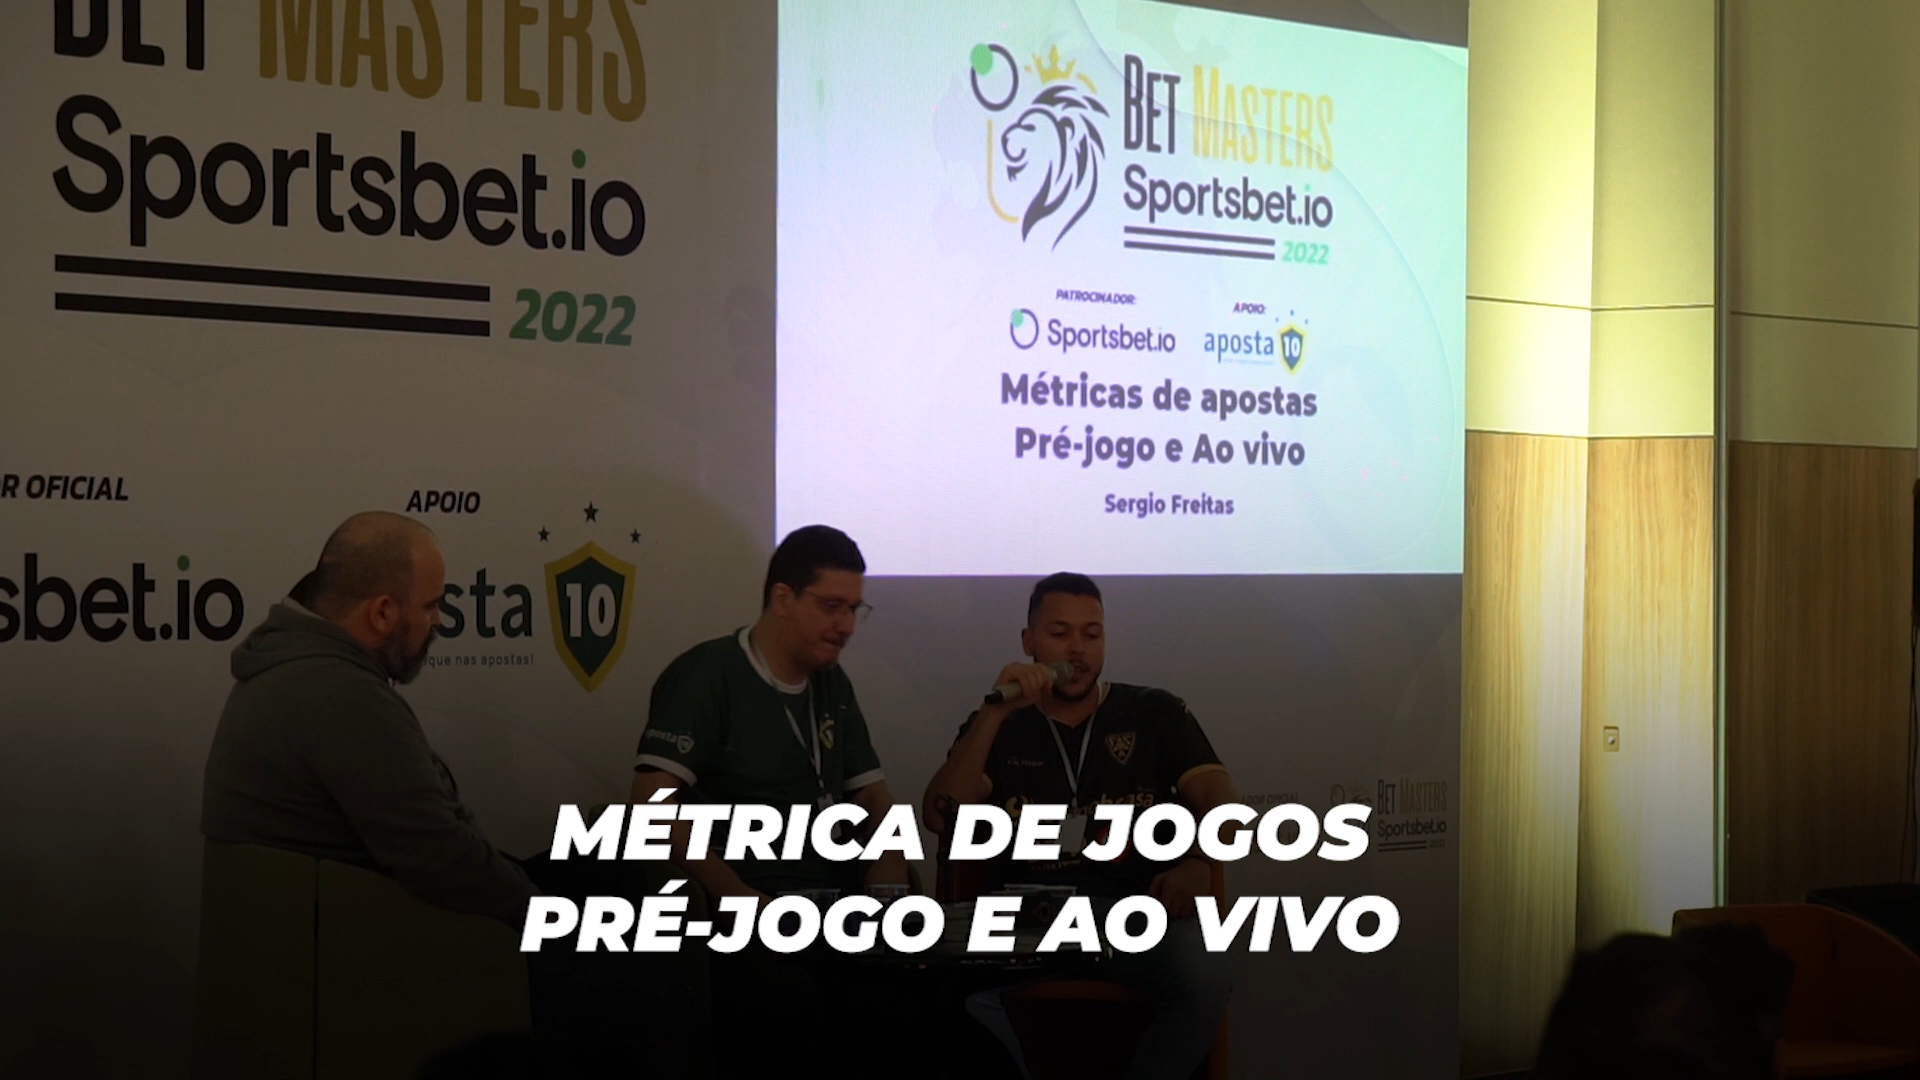 BET MASTERS
Sportsbet.io
2022
R OFICIAL
APOIO
sbet.io
sta
10
que nas apostas!
BET MASTERS
Sportsbet.io
2022
PATROCINADOR:
APOIO:
Sportsbet.io
aposta
10
Métricas de apostas
Pré-jogo e Ao vivo
Sergio Freitas
aposta
BET MASTERS
Sportsbet.io
2022
MÉTRICA DE JOGOS
PRÉ-JOGO E AO VIVO